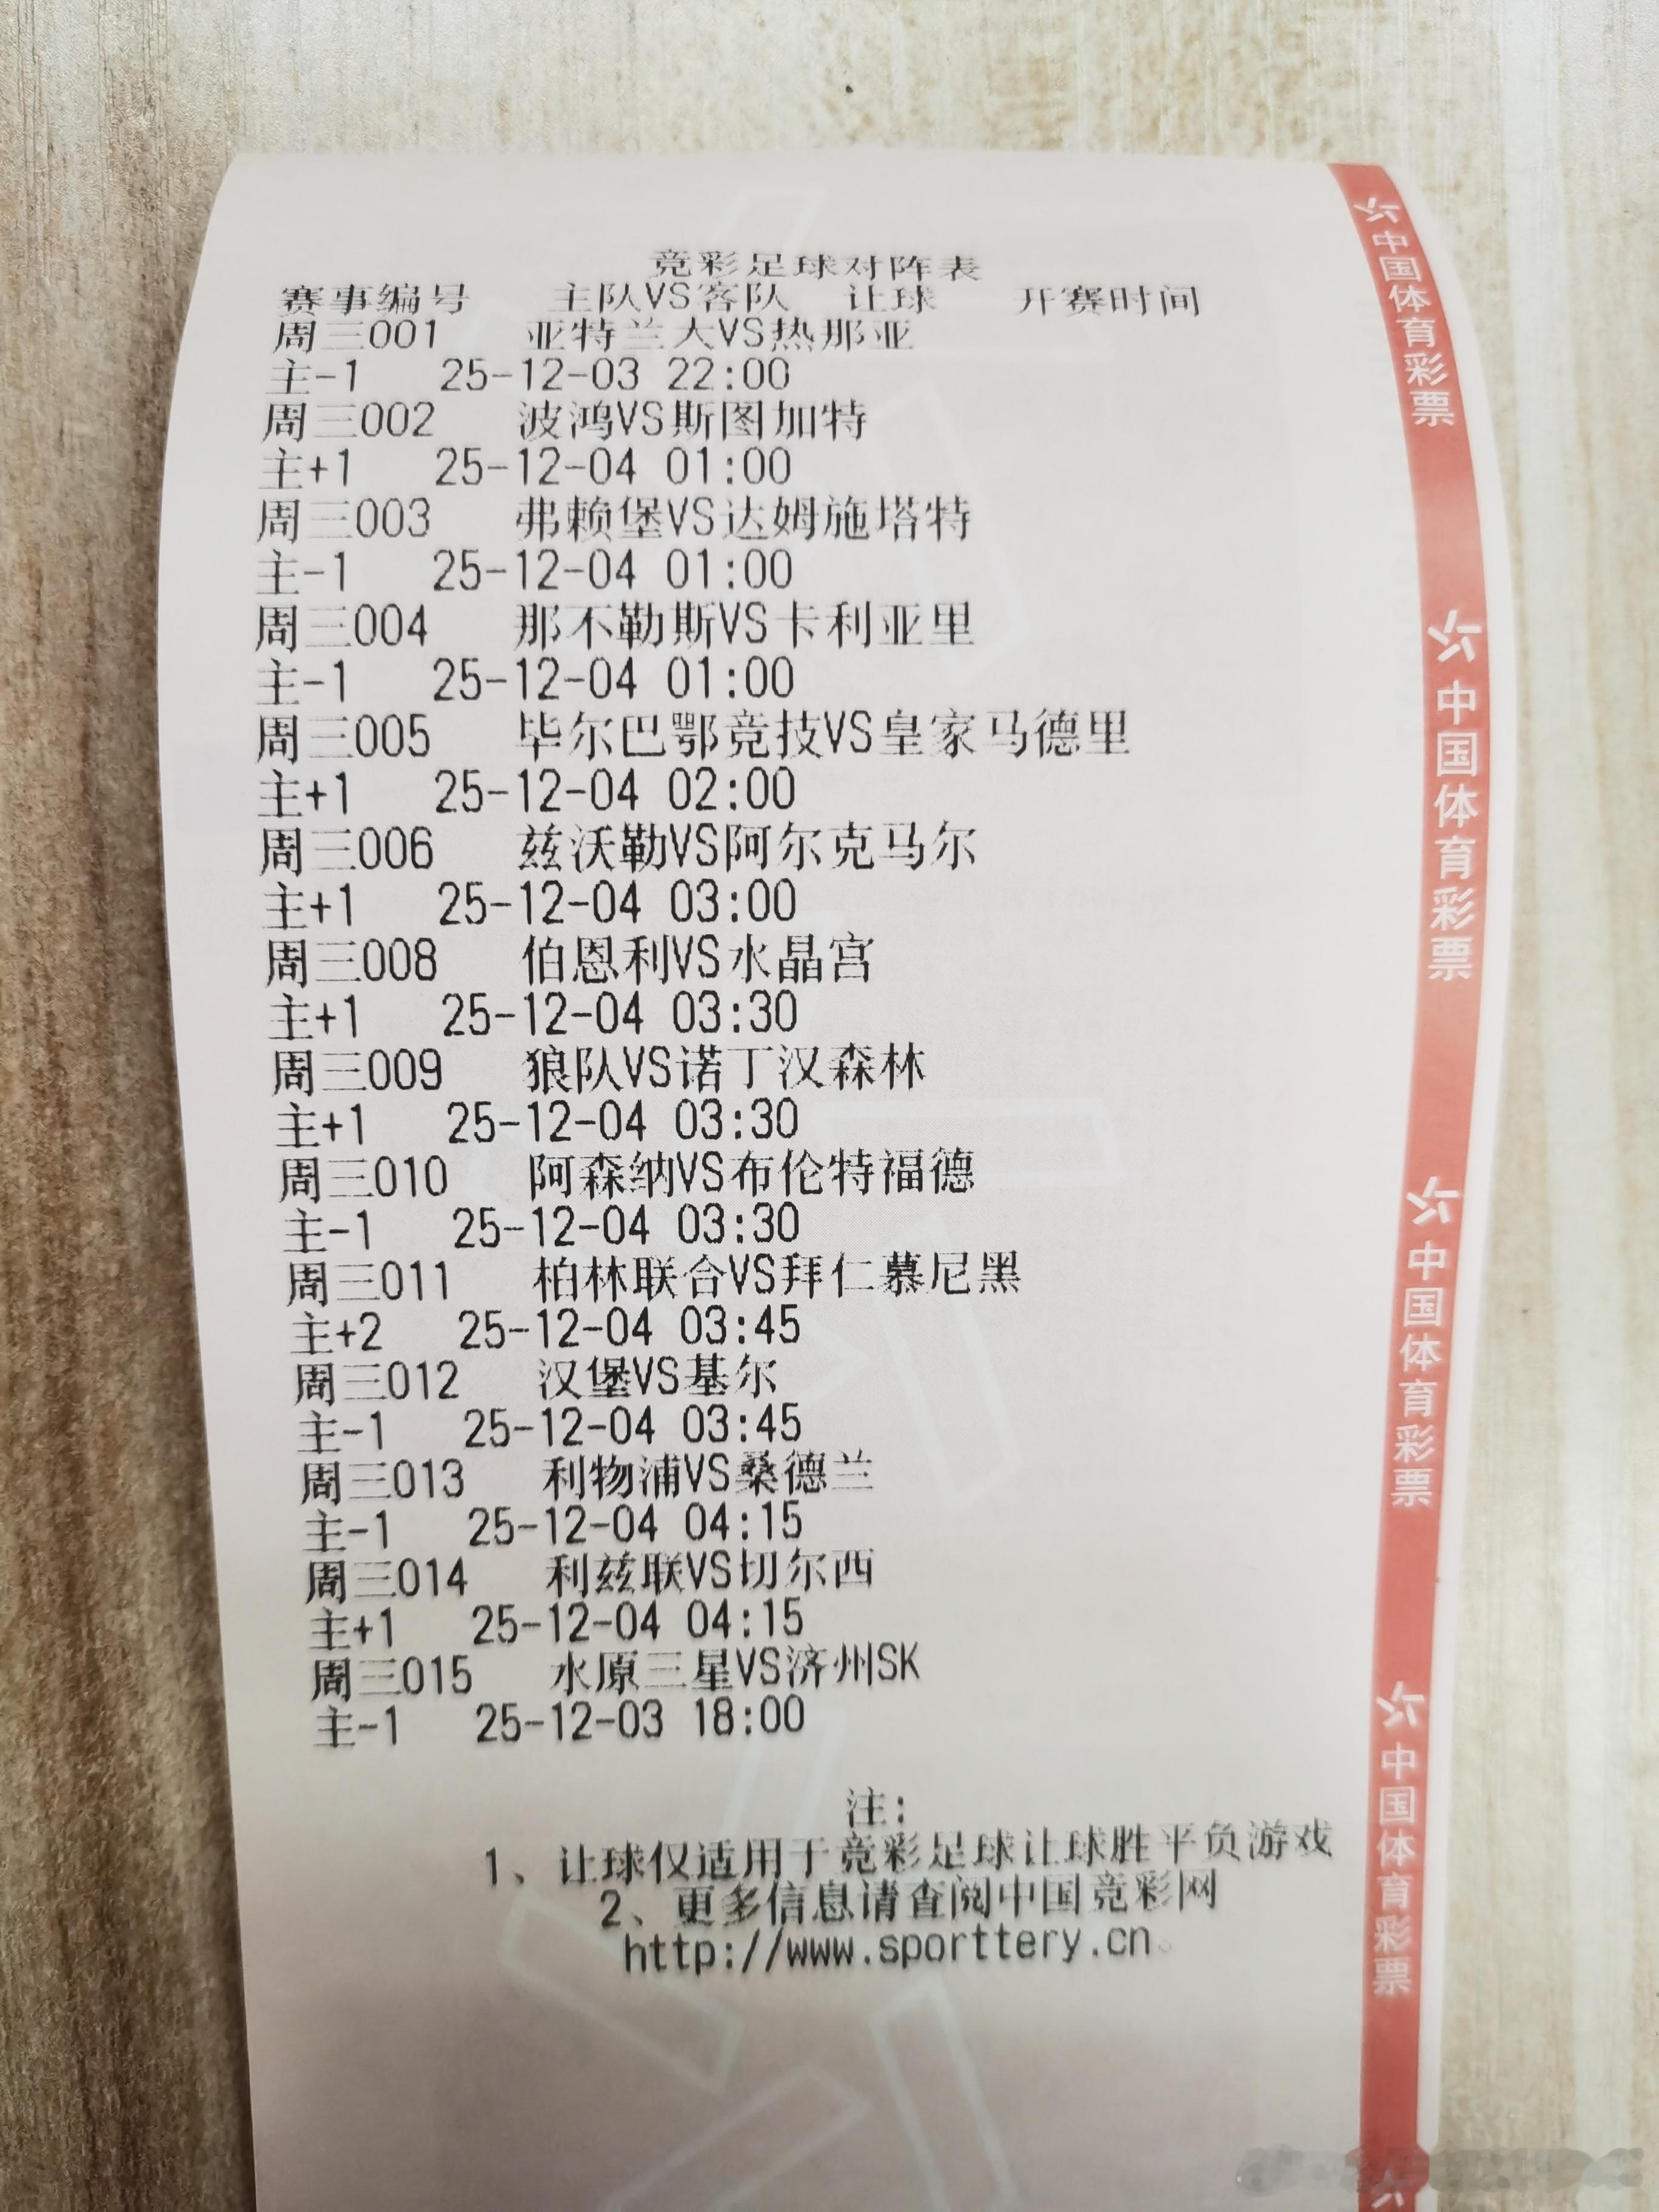 竞彩足球对阵表
赛事编号 主队VS客队 让球 开赛时间
周三001 亚特兰大VS热那亚
主-1 25-12-03 22:00
周三002 波鸿VS斯图加特
主+1 25-12-04 01:00
周三003 弗赖堡VS达姆施塔特
主-1 25-12-04 01:00
周三004 那不勒斯VS卡利亚里
主-1 25-12-04 01:00
周三005 毕尔巴鄂竞技VS皇家马德里
主+1 25-12-04 02:00
周三006 兹沃勒VS阿尔克马尔
主+1 25-12-04 03:00
周三008 伯恩利VS水晶宫
主+1 25-12-04 03:30
周三009 狼队VS诺丁汉森林
主+1 25-12-04 03:30
周三010 阿森纳VS布伦特福德
主-1 25-12-04 03:30
周三011 柏林联合VS拜仁慕尼黑
主+2 25-12-04 03:45
周三012 汉堡VS基尔
主-1 25-12-04 03:45
周三013 利物浦VS桑德兰
主-1 25-12-04 04:15
周三014 利兹联VS切尔西
主+1 25-12-04 04:15
周三015 水原三星VS济州SK
主-1 25-12-03 18:00
注:
1、让球仅适用于竞彩足球让球胜平负游戏
2、更多信息请查阅中国竞彩网
http://www.sporttery.cn。
中国体育彩票
中国体育彩票
中国体育彩票
中国体育彩票